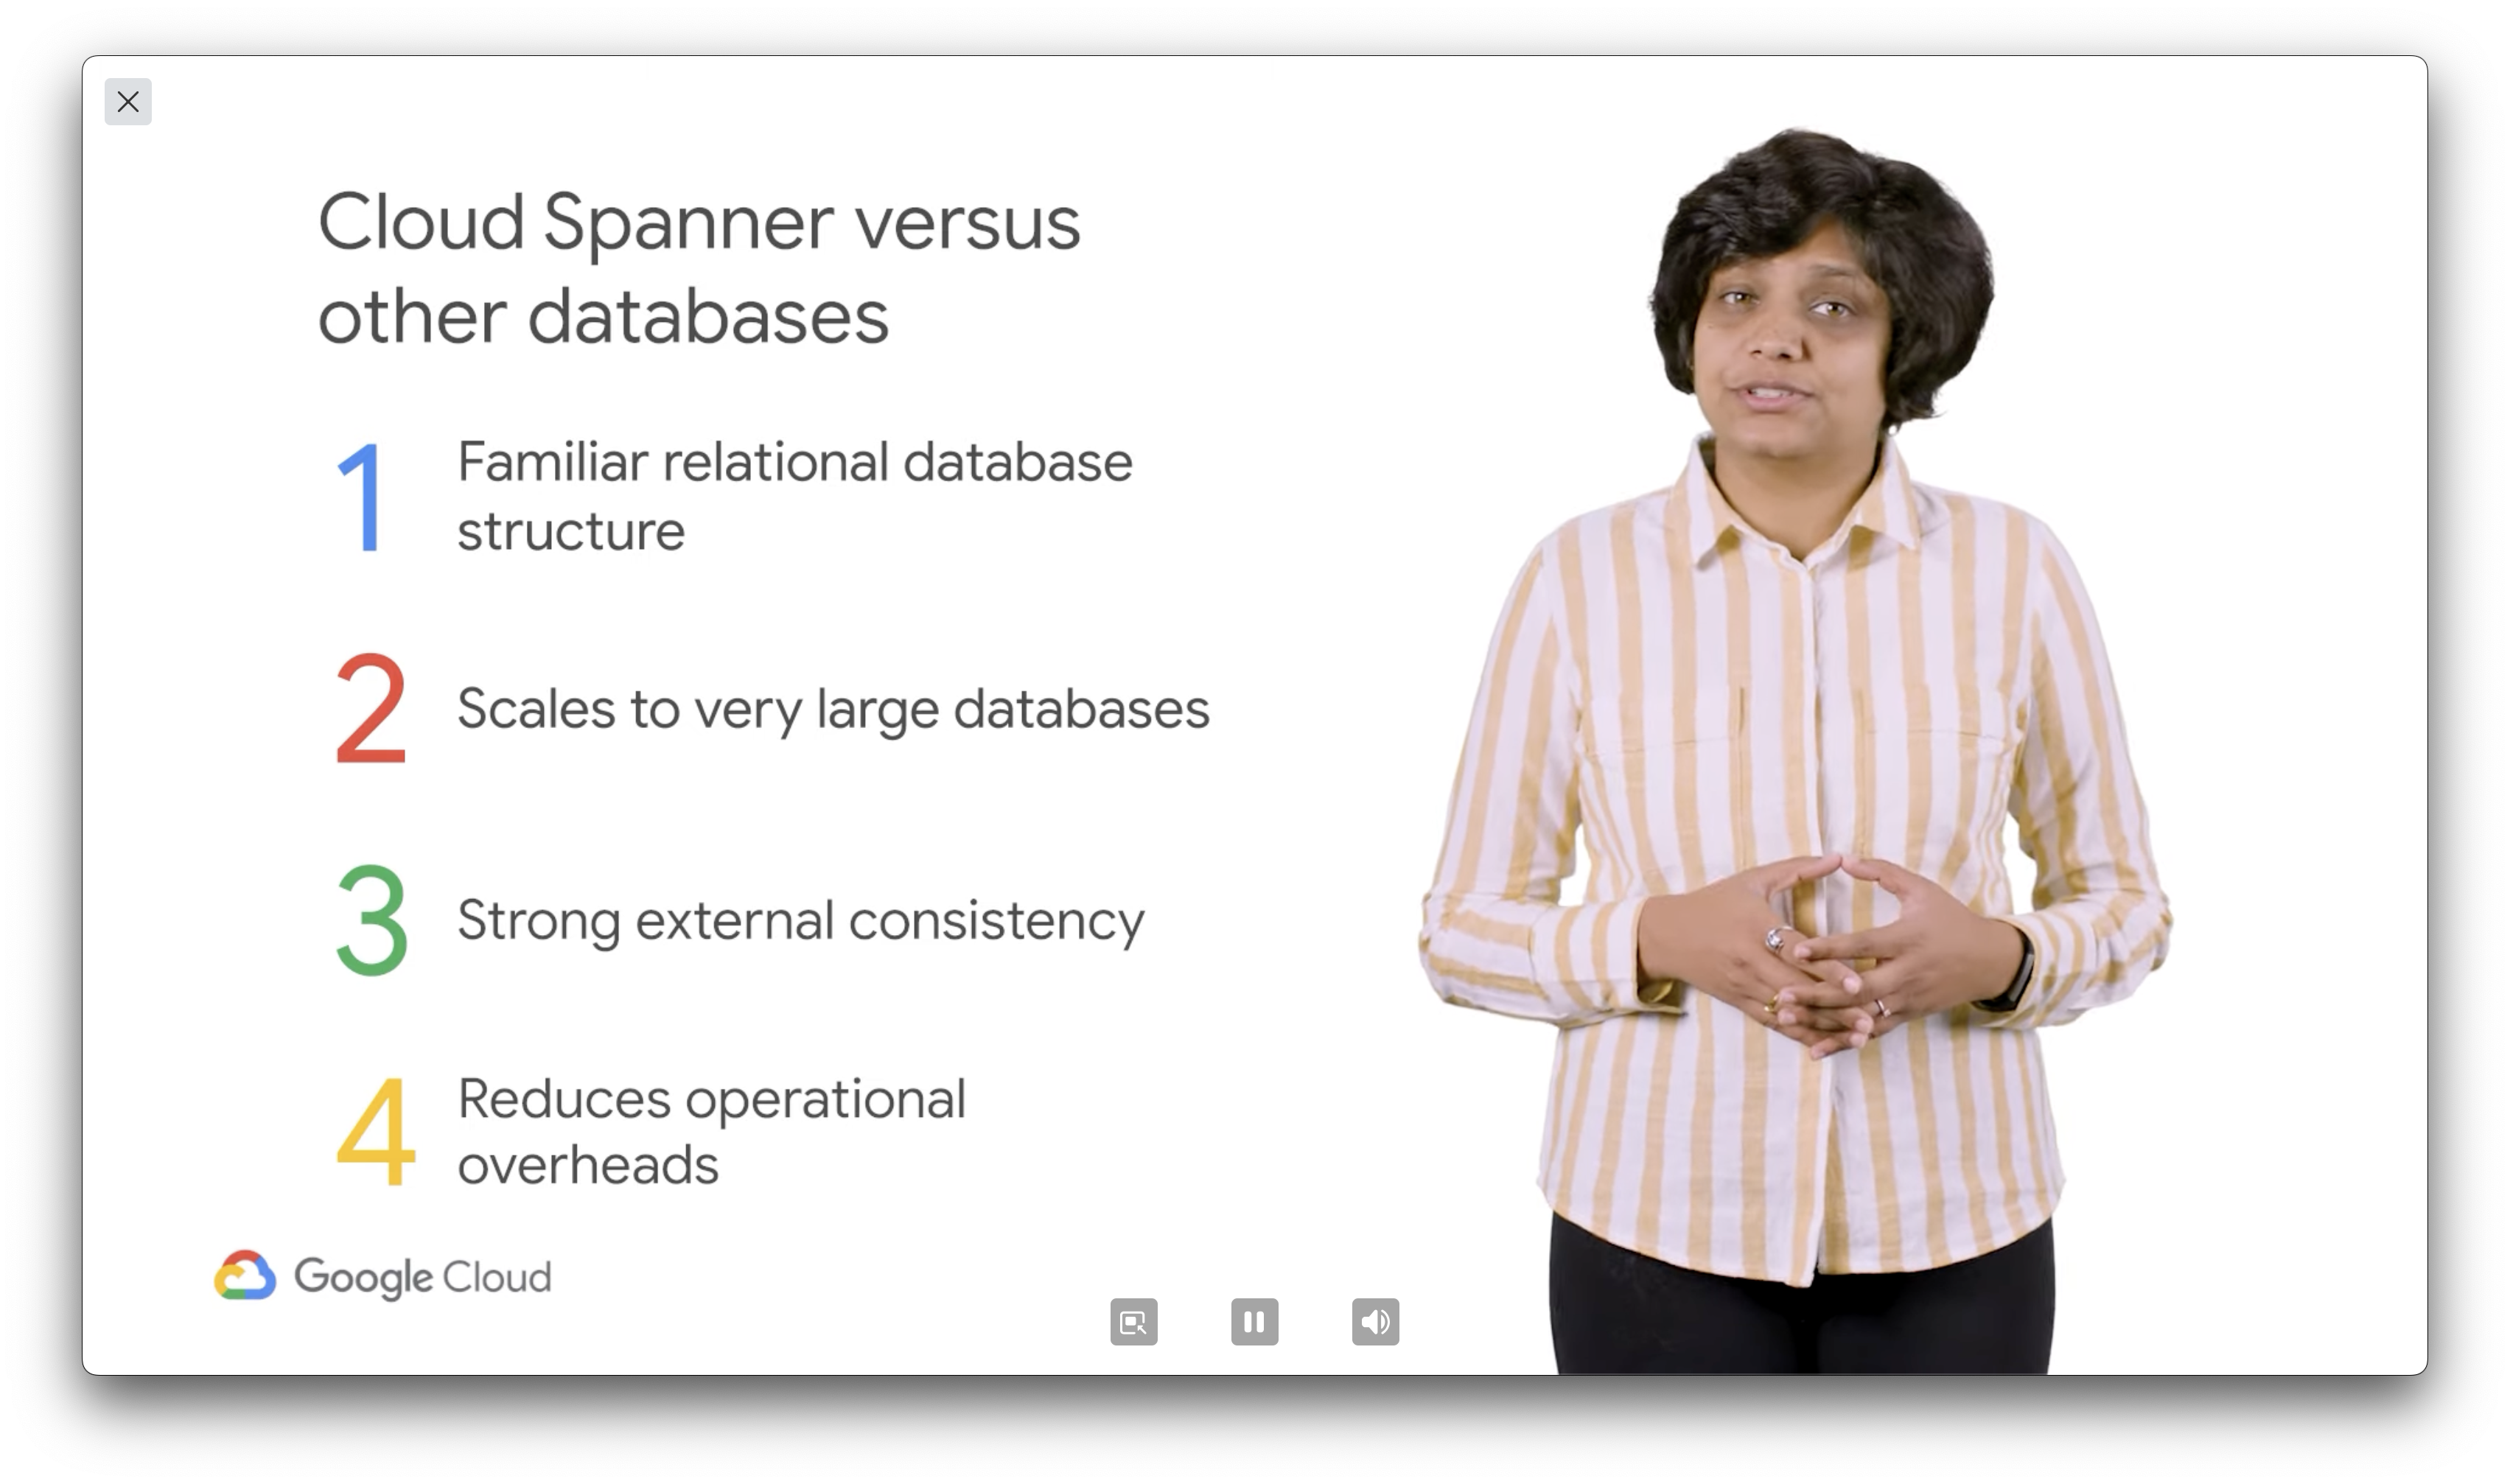 Cloud Spanner versus
other databases
1
Familiar relational database
structure
2
Scales to very large databases
3
Strong external consistency
4
Reduces operational
overheads
Google Cloud